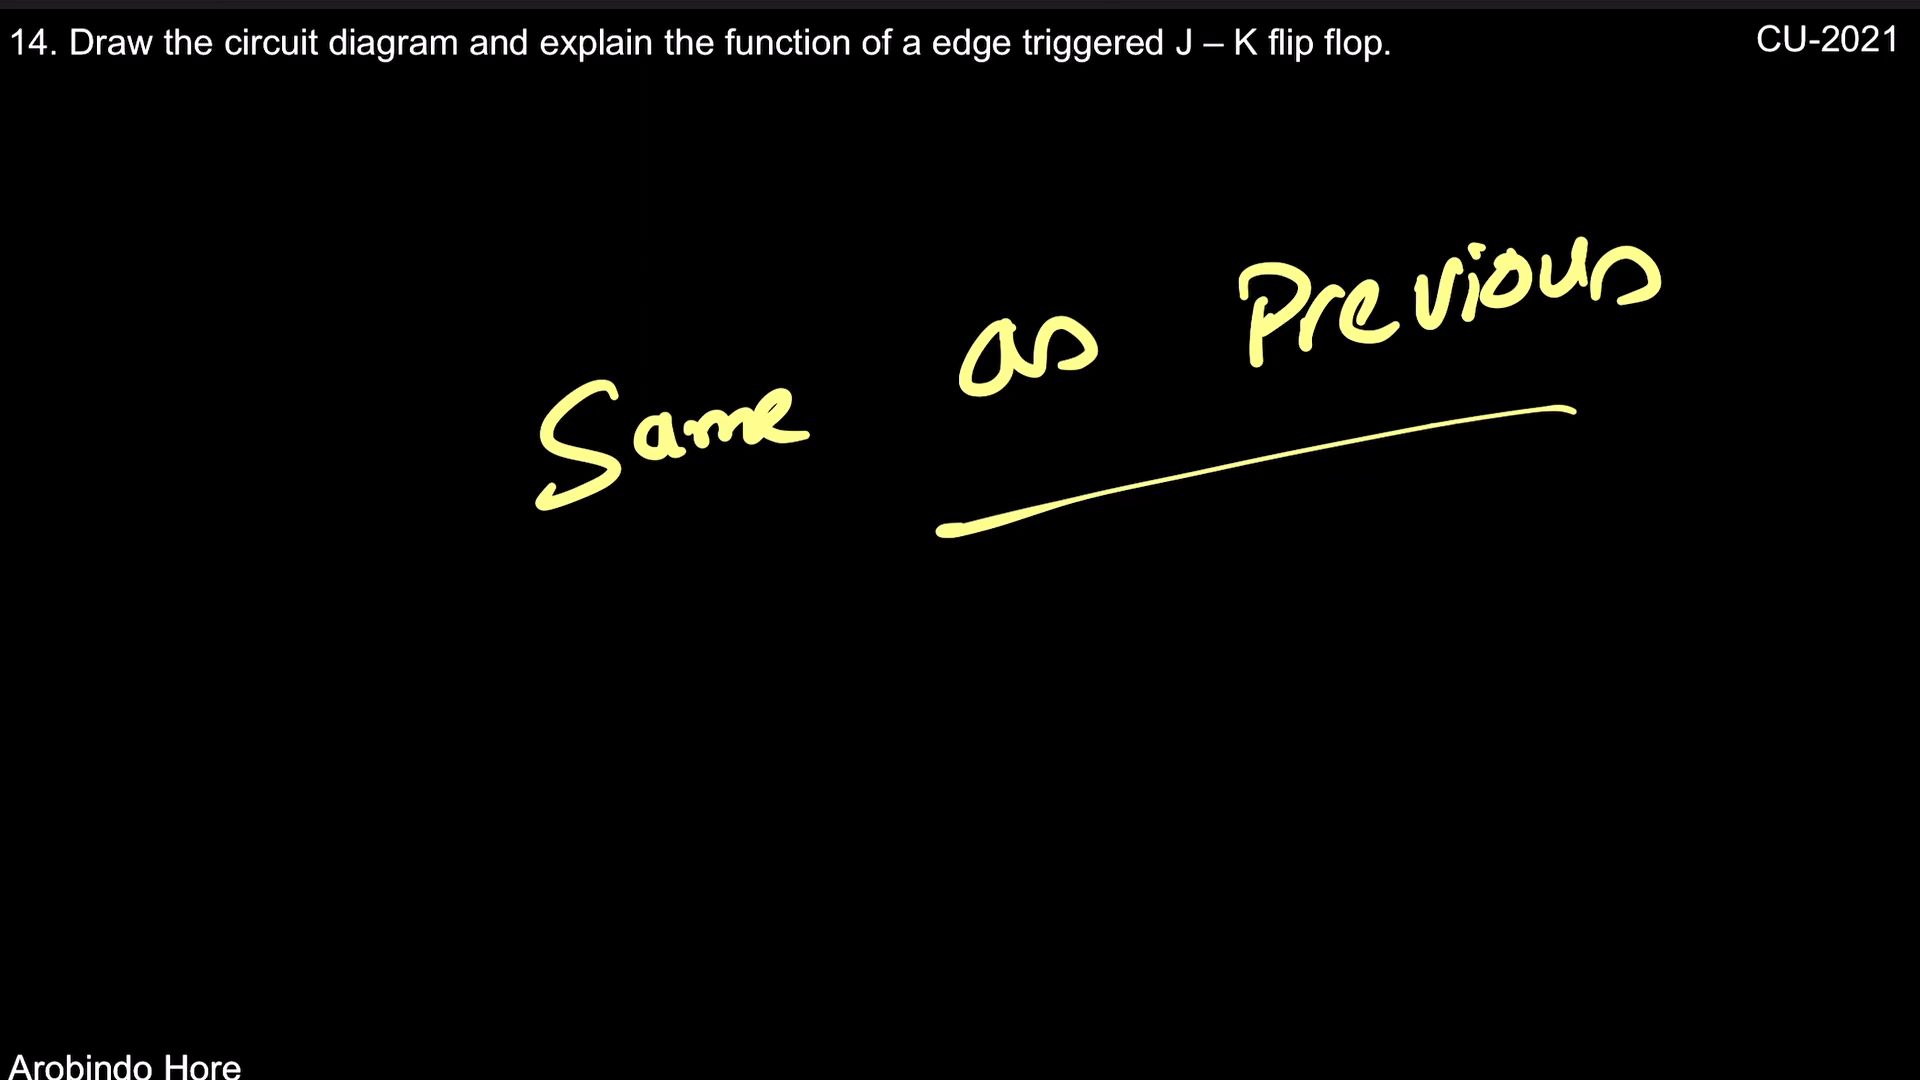 14. Draw the circuit diagram and explain the function of a edge triggered J – K flip flop.
CU-2021
Same as Previous
Arobindo Hore